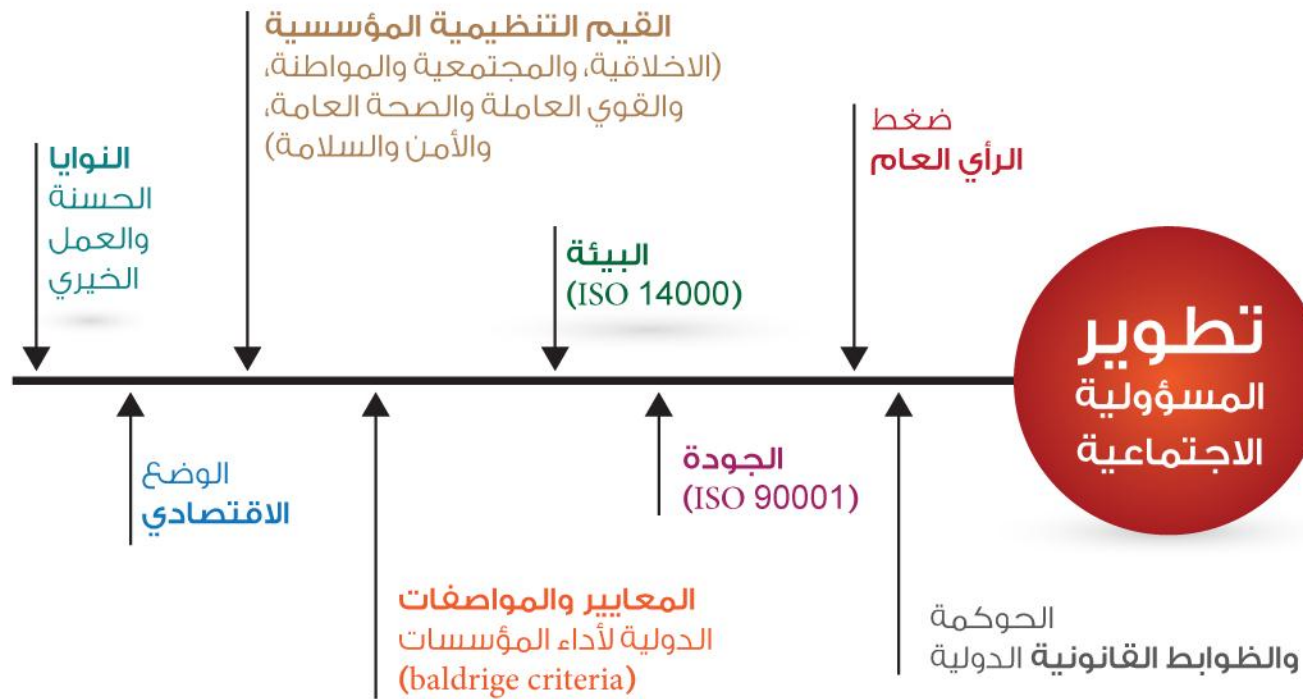 القيم التنظيمية المؤسسية
(الاخلاقية، والمجتمعية والمواطنة،
والقوي العاملة والصحة العامة،
والأمن والسلامة)
ضغط
الرأي العام
النوايا
الحسنة
والعمل
الخيري
البيئة
(ISO 14000)
تطوير
المسؤولية
الاجتماعية
الوضع
الاقتصادي
الجودة
(ISO 90001)
المعايير والمواصفات
الدولية لأداء المؤسسات
(baldrige criteria)
الحوكمة
والظوابط القانونية الدولية